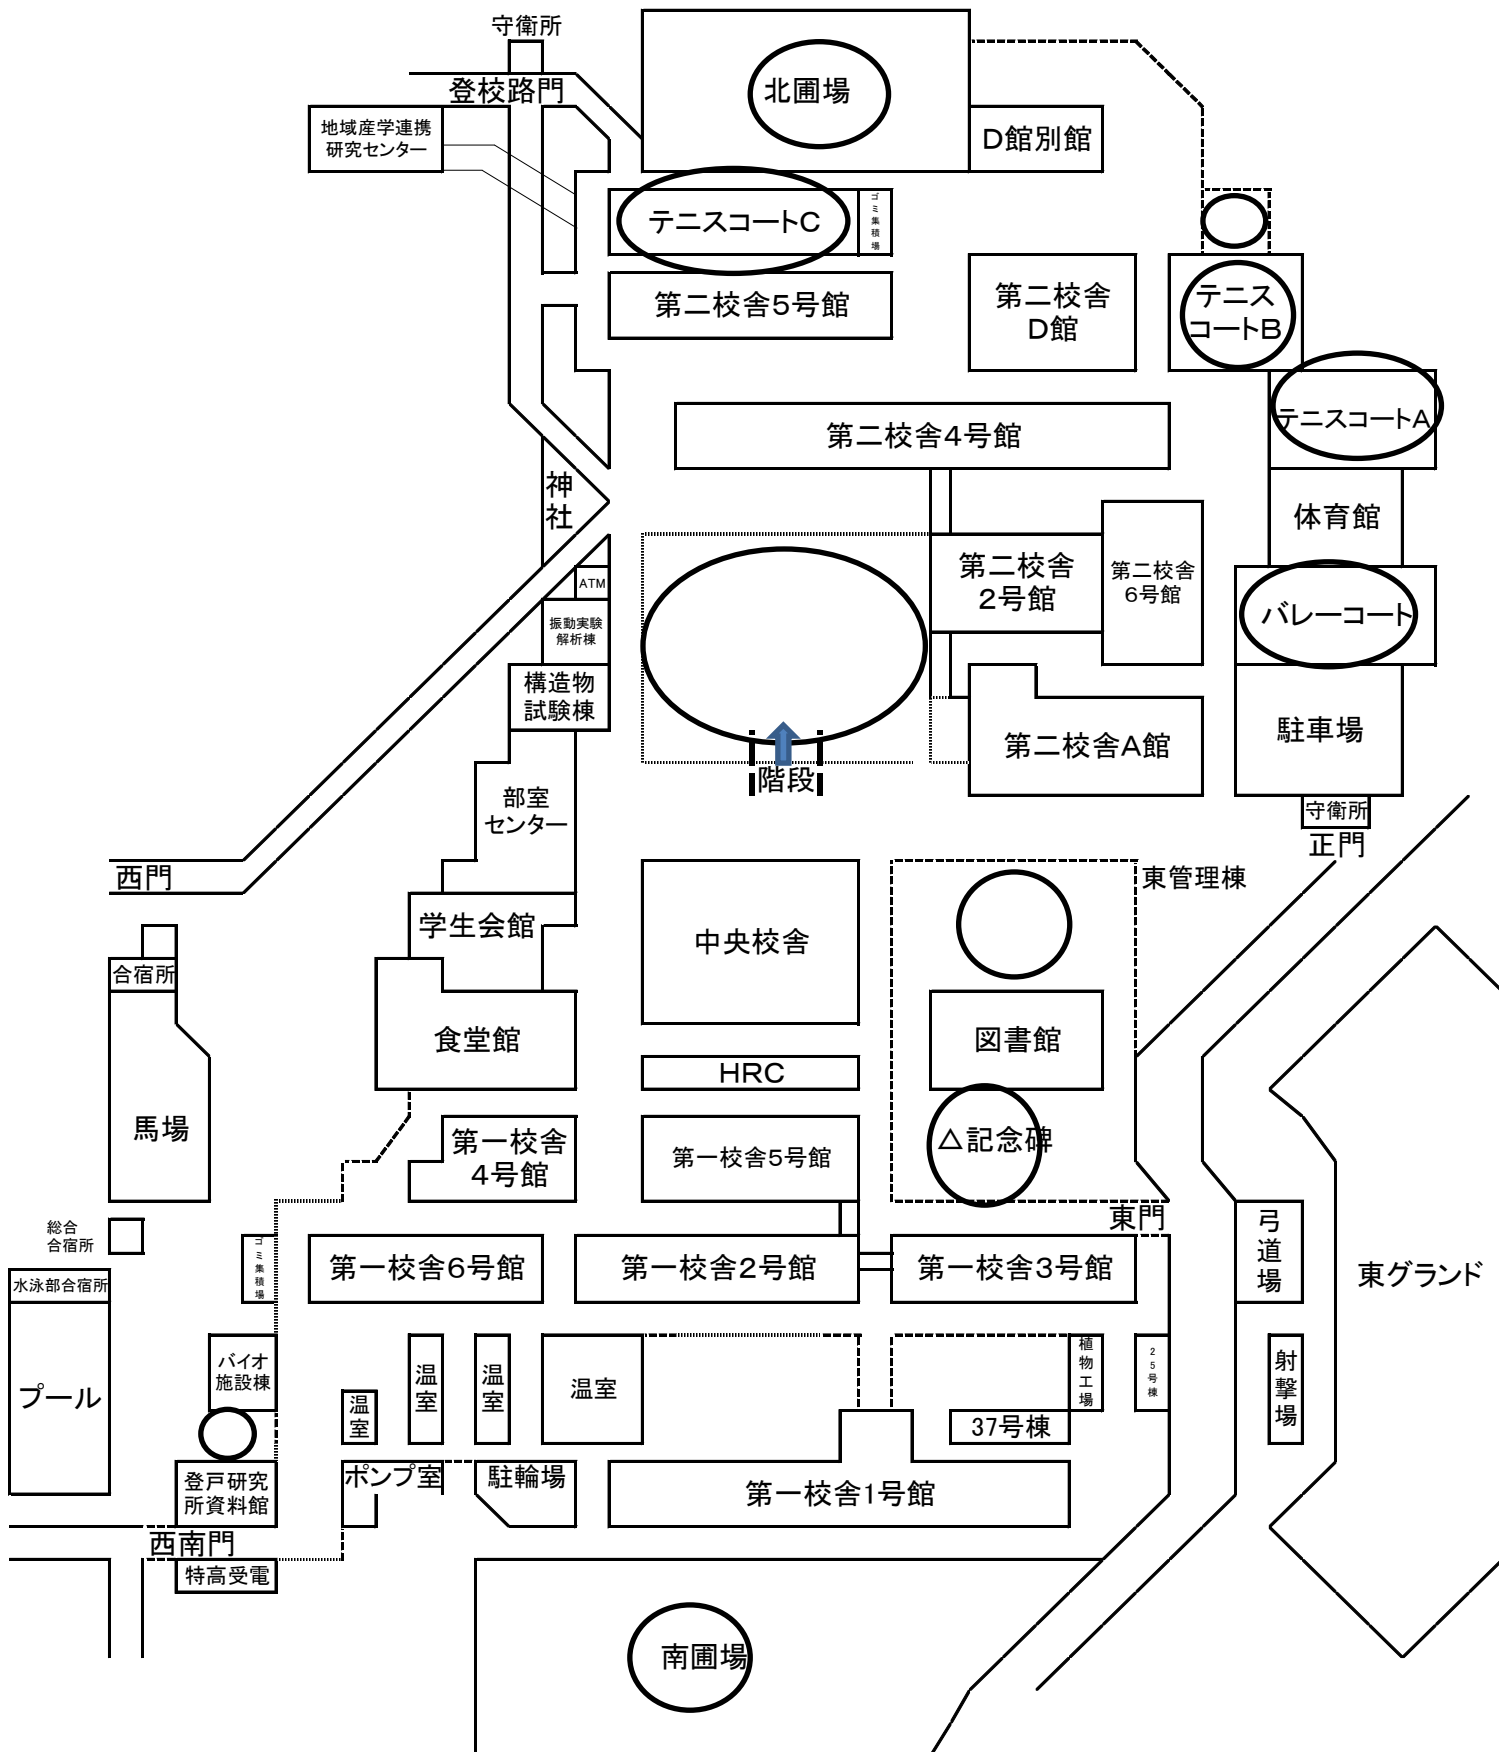 守衛所
登校路門
北圃場
地域産学連携
研究センター
D館別館
テニスコートC
ゴミ集積場
第二校舎5号館
第二校舎
D館
テニス
コートB
テニスコートA
第二校舎4号館
神
社
体育館
第二校舎
2号館
第二校舎
6号館
ATM
バレーコート
振動実験
解析棟
構造物
試験棟
第二校舎A館
駐車場
階段
部室
センター
守衛所
正門
西門
東管理棟
学生会館
中央校舎
合宿所
食堂館
図書館
HRC
馬場
第一校舎
4号館
第一校舎5号館
△記念碑
総合
合宿所
東門
弓
道
場
ゴミ集積場
第一校舎6号館
第一校舎2号館
第一校舎3号館
東グランド
水泳部合宿所
プール
バイオ
施設棟
温
室
温
室
温
室
温室
植
物
工
場
25号棟
射
撃
場
37号棟
登戸研究
所資料館
ポンプ室
駐輪場
第一校舎1号館
西南門
特高受電
南圃場